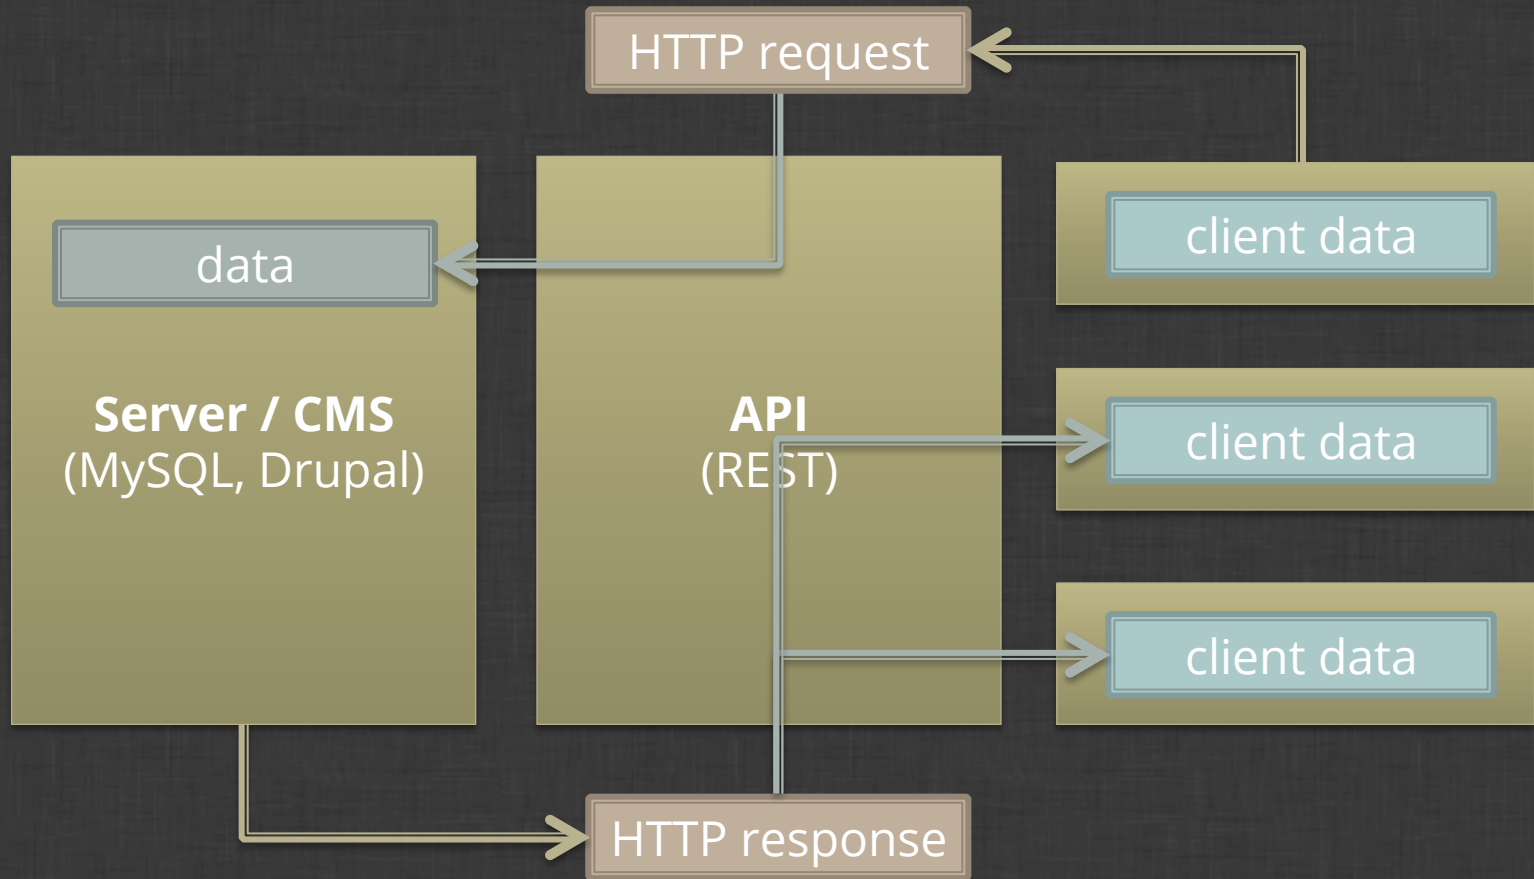 HTTP request
data
Server / CMS
(MySQL, Drupal)
API
(REST)
client data
client data
client data
HTTP response